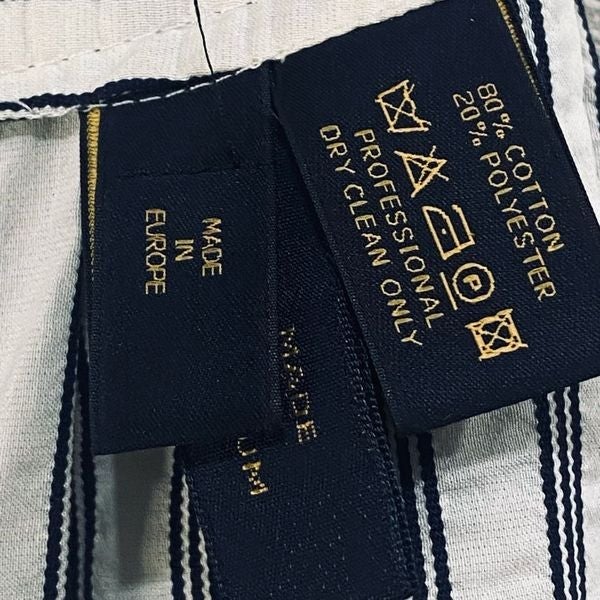 80% COTTON
20% POLYESTER
P
PROFESSIONAL
DRY CLEAN ONLY
MADE
IN
EUROPE